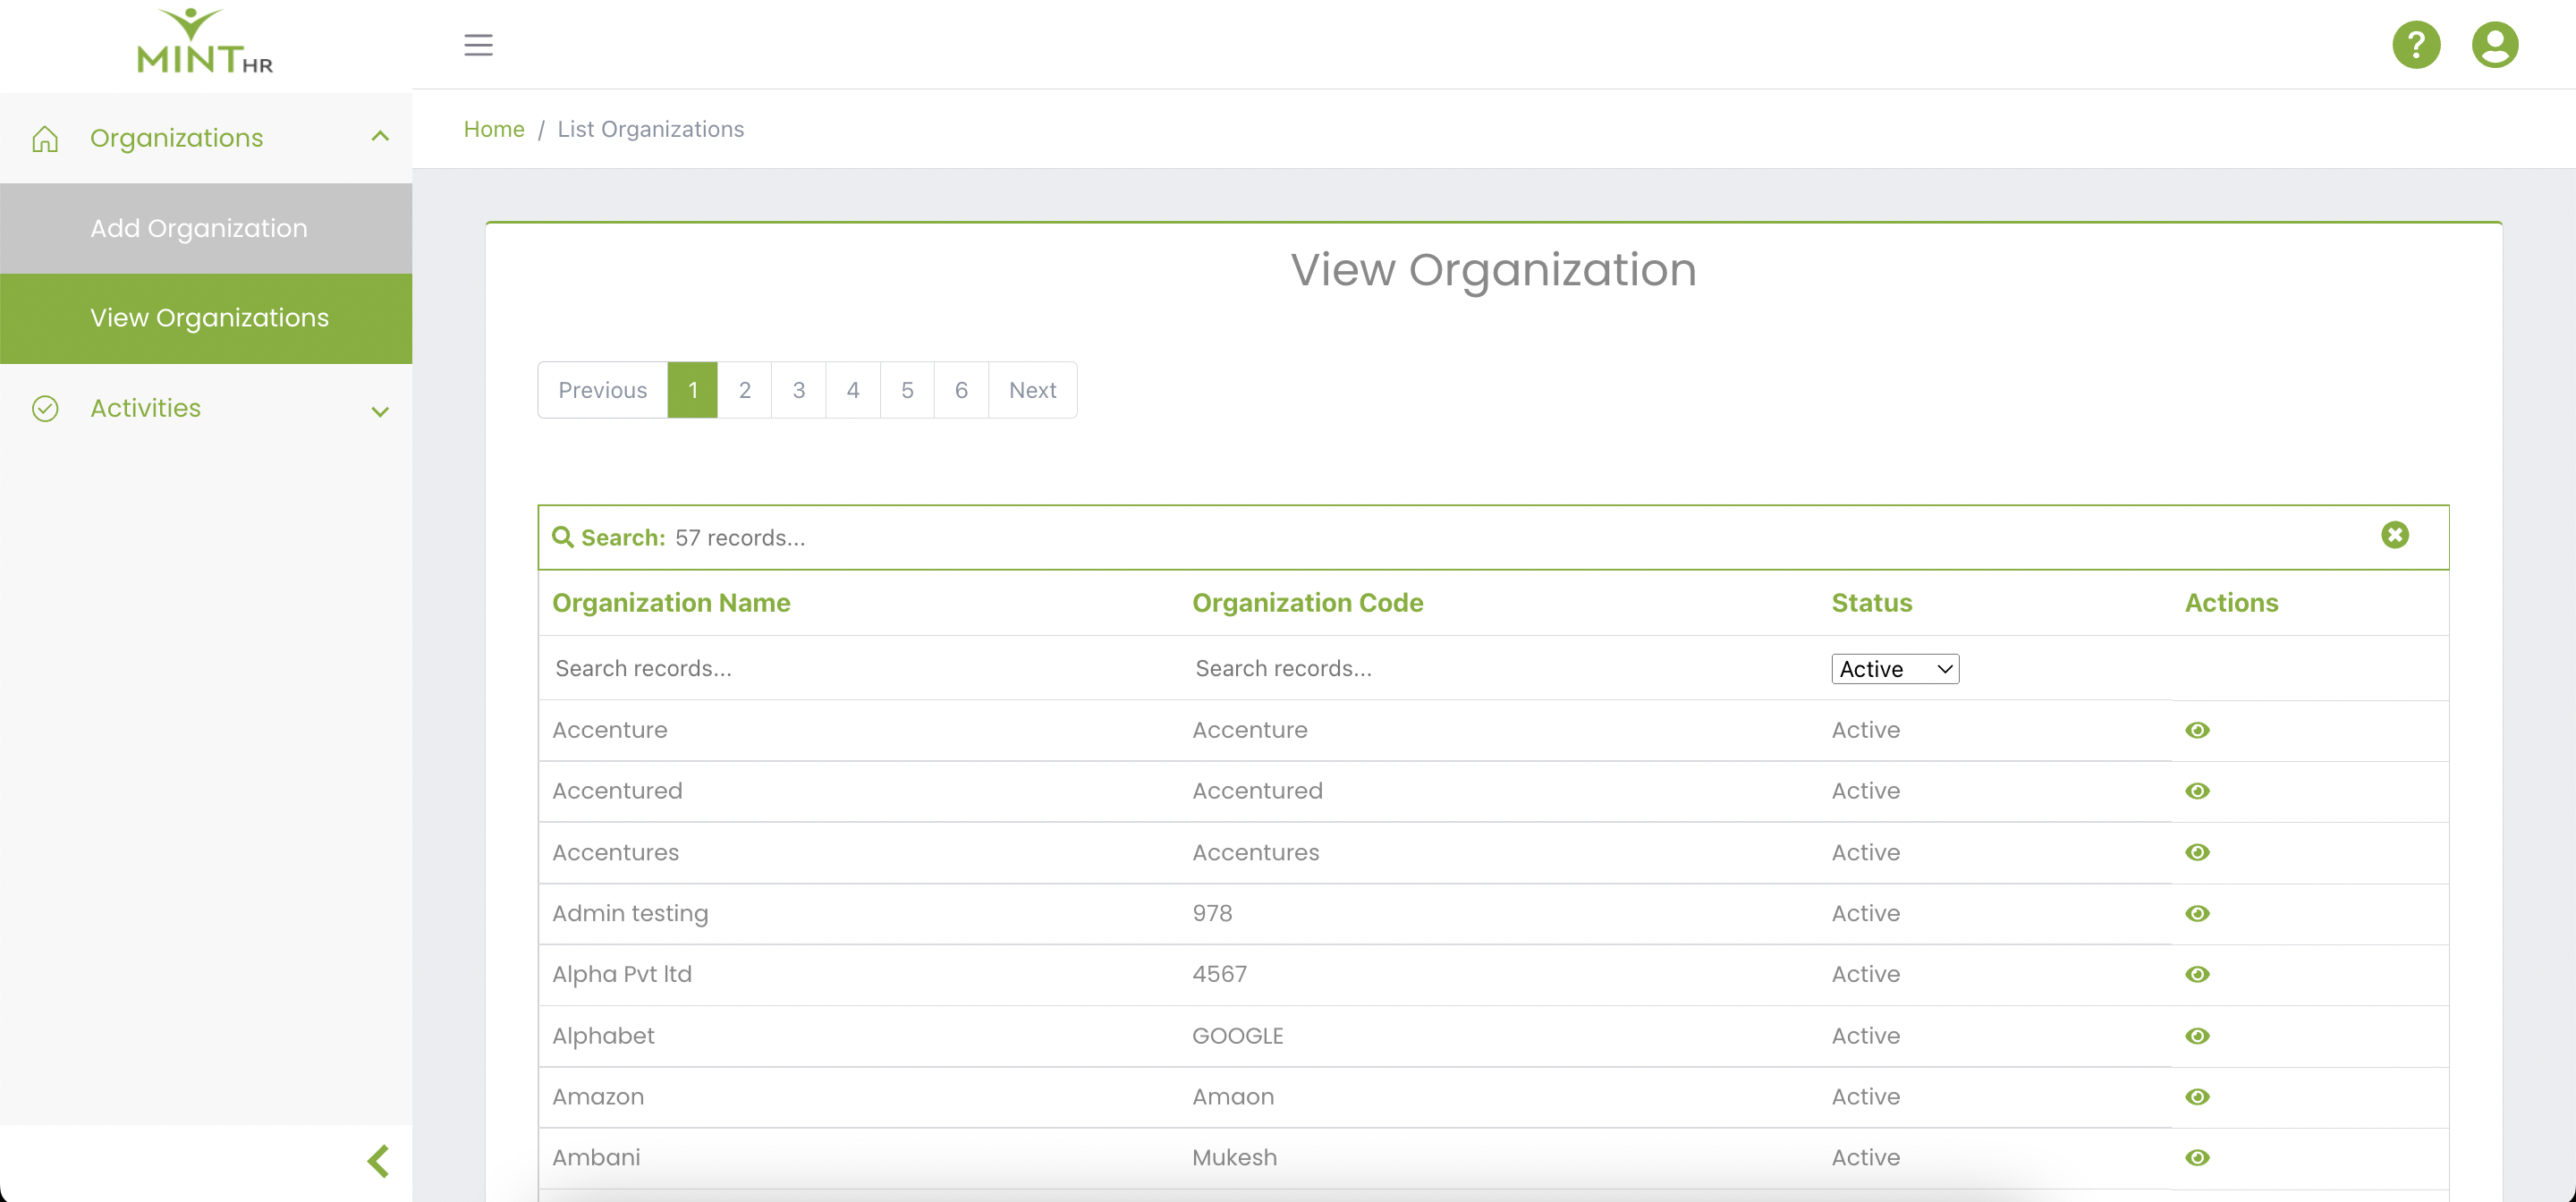 MINT HR
?
Organizations
Add Organization
View Organizations
Activities
Home / List Organizations
View Organization
Previous 1 2 3 4 5 6 Next
Search: 57 records...
Organization Name Organization Code Status Actions
Search records... Search records... Active
Accenture Accenture Active
Accentured Accentured Active
Accentures Accentures Active
Admin testing 978 Active
Alpha Pvt ltd 4567 Active
Alphabet GOOGLE Active
Amazon Amaon Active
Ambani Mukesh Active